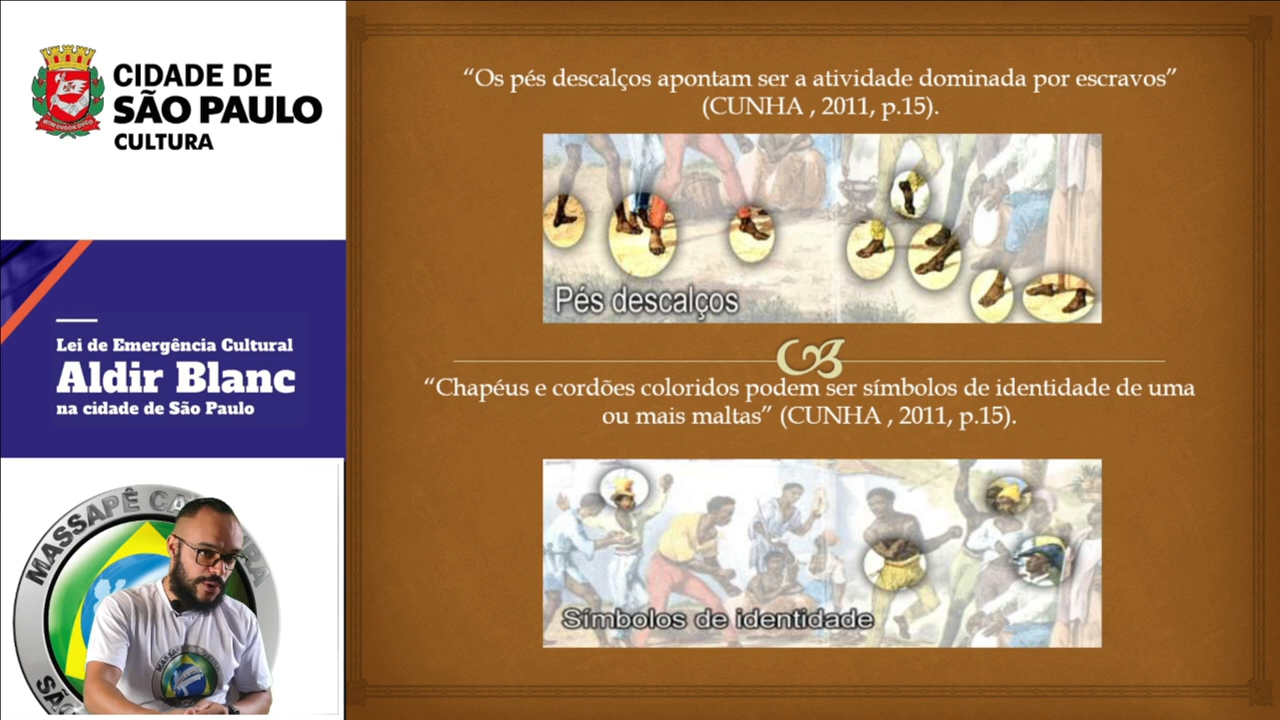 CIDADE DE
SÃO PAULO
CULTURA
Lei de Emergência Cultural
Aldir Blanc
na cidade de São Paulo
MASSAPÊ
“Os pés descalços apontam ser a atividade dominada por escravos”
(CUNHA , 2011, p.15).
Pés descalços
“Chapéus e cordões coloridos podem ser símbolos de identidade de uma
ou mais maltas” (CUNHA , 2011, p.15).
Símbolos de identidade